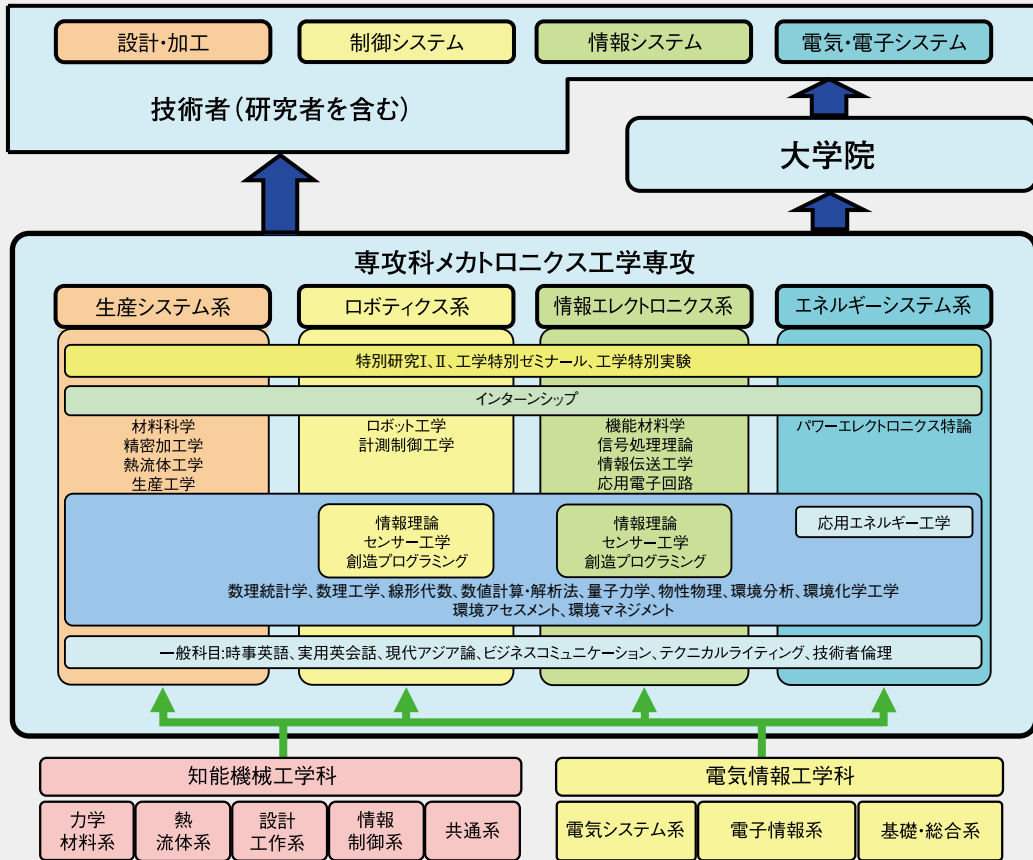 設計・加工
制御システム
情報システム
電気・電子システム
技術者（研究者を含む）
大学院
専攻科メカトロニクス工学専攻
生産システム系
ロボティクス系
情報エレクトロニクス系
エネルギーシステム系
特別研究Ⅰ、Ⅱ、工学特別ゼミナール、工学特別実験
インターンシップ
材料科学
精密加工学
熱流体工学
生産工学
ロボット工学
計測制御工学
機能材料学
信号処理理論
情報伝送工学
応用電子回路
パワーエレクトロニクス特論
情報理論
センサー工学
創造プログラミング
情報理論
センサー工学
創造プログラミング
応用エネルギー工学
数理統計学、数理工学、線形代数、数値計算・解析法、量子力学、物性物理、環境分析、環境化学工学
環境アセスメント、環境マネジメント
一般科目:時事英語、実用英会話、現代アジア論、ビジネスコミュニケーション、テクニカルライティング、技術者倫理
知能機械工学科
力学
材料系
熱
流体系
設計
工作系
情報
制御系
共通系
電気情報工学科
電気システム系
電子情報系
基礎・総合系